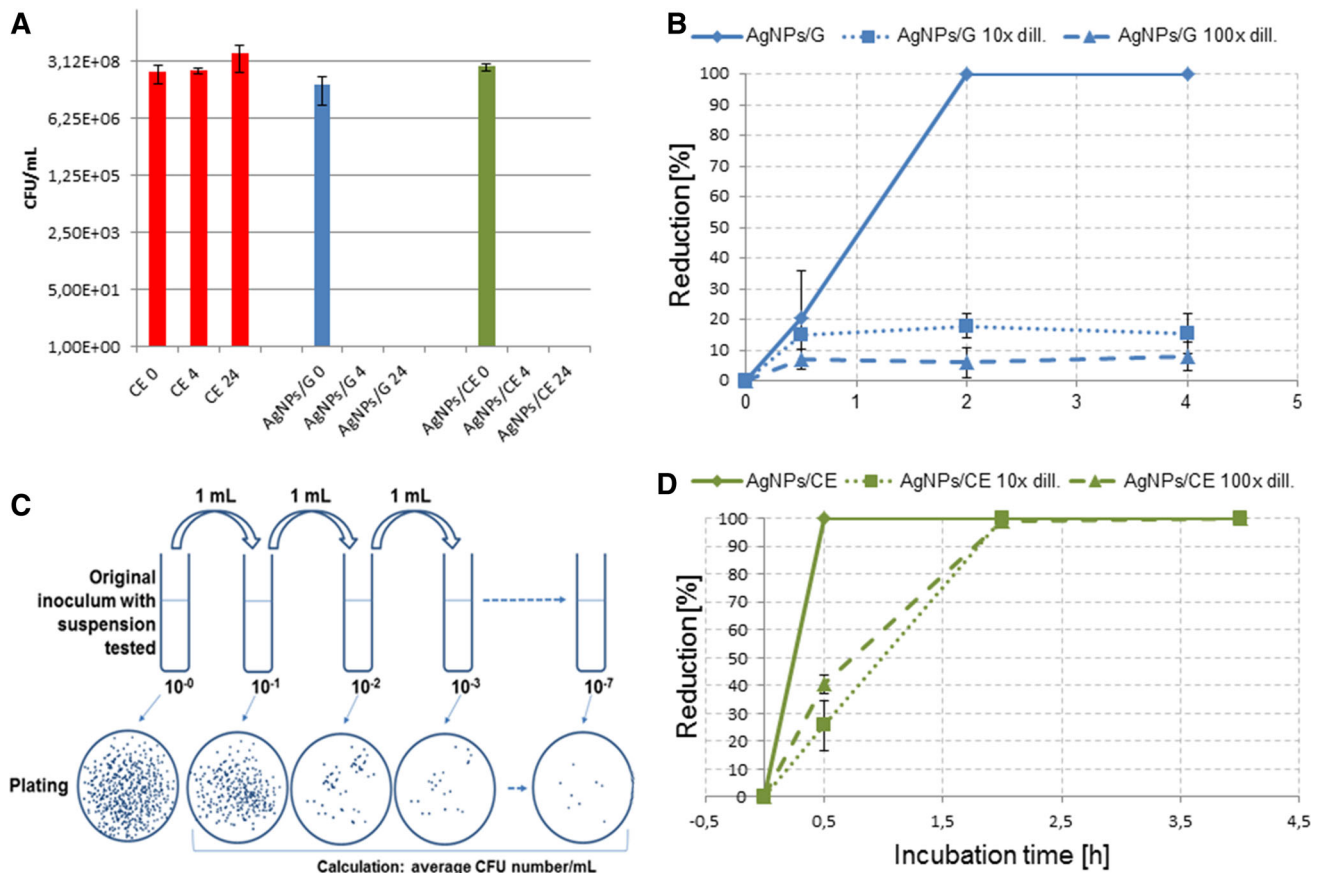 A
CFU/mL
3,12E+08
6,25E+06
1,25E+05
2,50E+03
5,00E+01
1,00E+00
CE 0
CE 4
CE 24
AgNPs/G 0
AgNPs/G 4
AgNPs/G 24
AgNPs/CE 0
AgNPs/CE 4
AgNPs/CE 24
B
AgNPs/G
AgNPs/G 10x dill.
AgNPs/G 100x dill.
Reduction [%]
100
90
80
70
60
50
40
30
20
10
0
0 1 2 3 4 5
C
1 mL 1 mL 1 mL
Original
inoculum with
suspension
tested
10-0 10-1 10-2 10-3 10-7
Plating
Calculation: average CFU number/mL
D
AgNPs/CE
AgNPs/CE 10x dill.
AgNPs/CE 100x dill.
Reduction [%]
100
90
80
70
60
50
40
30
20
10
0
-0,5 0,5 1,5 2,5 3,5 4,5
Incubation time [h]